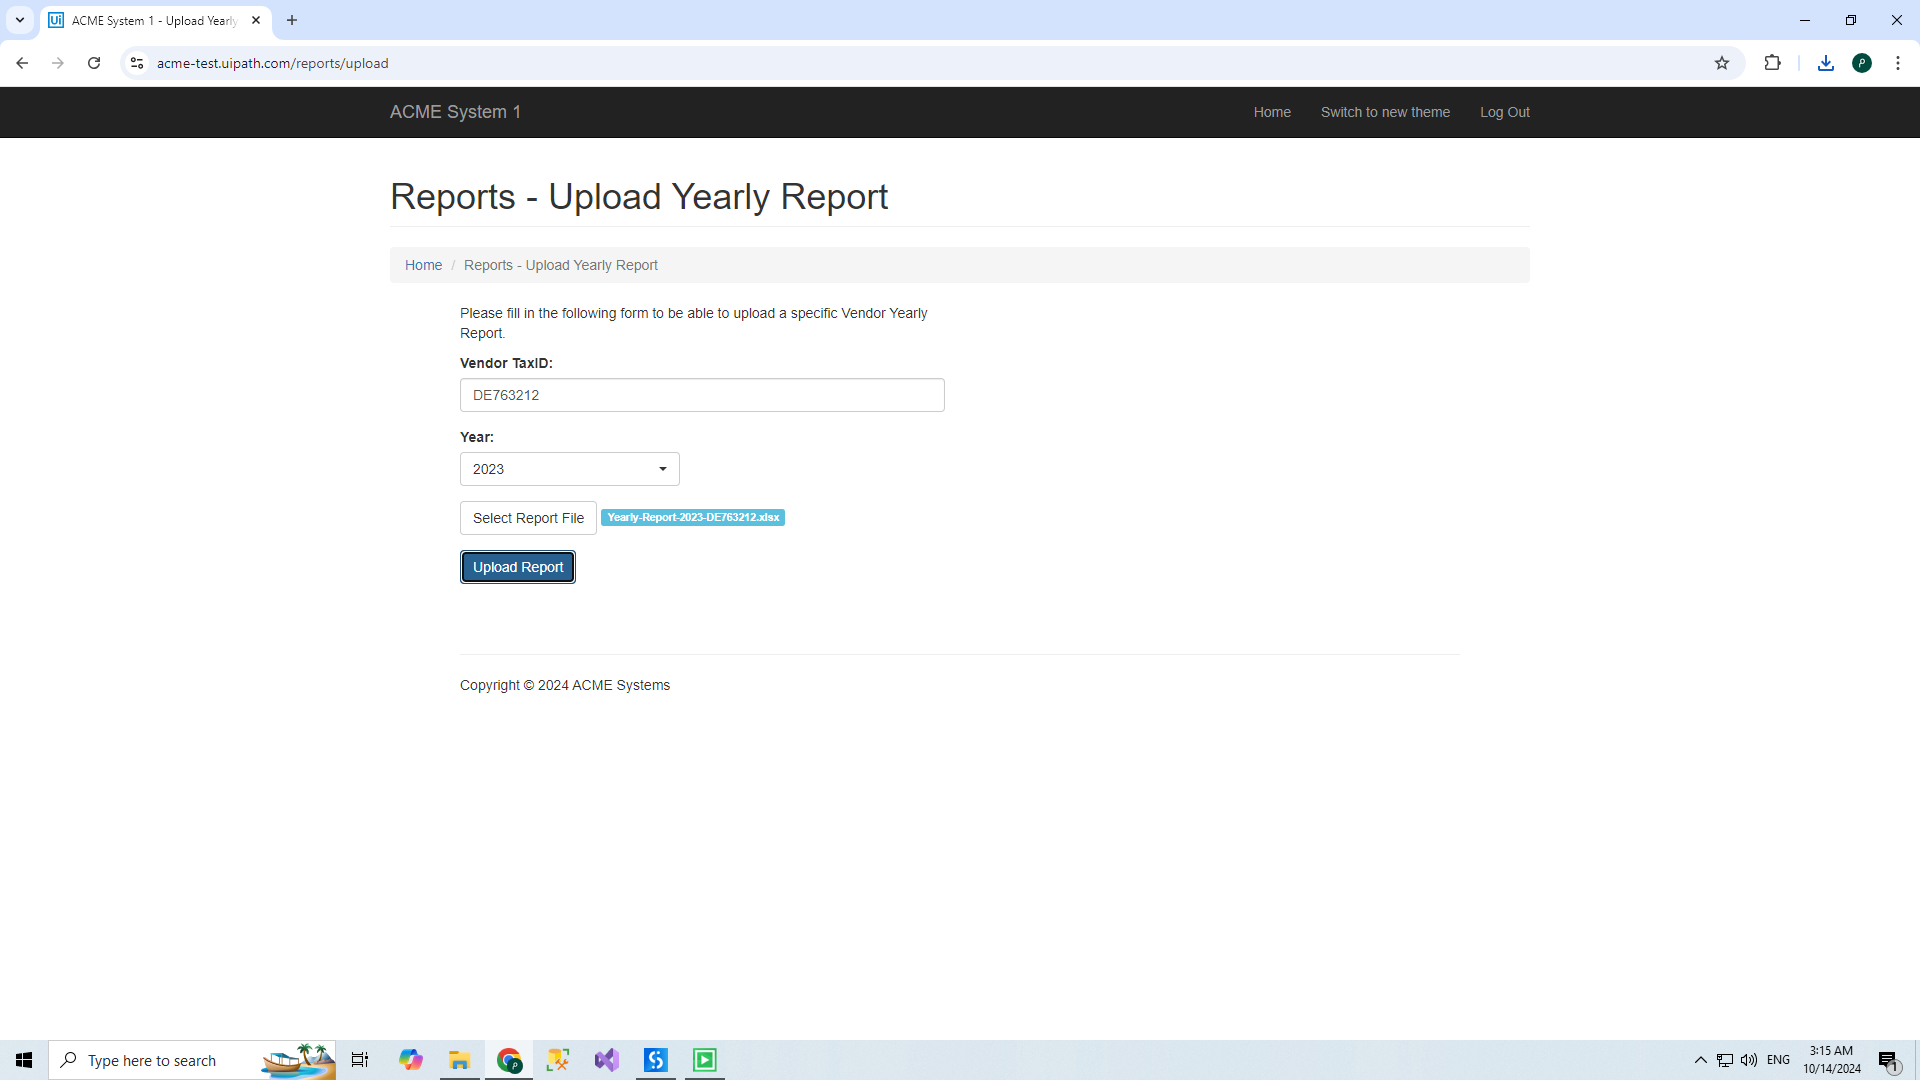 ACME System 1 - Upload Yearly
acme-test.uipath.com/reports/upload
ACME System 1
Home
Switch to new theme
Log Out
Reports - Upload Yearly Report
Home / Reports - Upload Yearly Report
Please fill in the following form to be able to upload a specific Vendor Yearly
Report.
Vendor TaxID:
DE763212
Year:
2023
Select Report File
Yearly-Report-2023-DE763212.xlsx
Upload Report
Copyright © 2024 ACME Systems
Type here to search
ENG
3:15 AM
10/14/2024
1